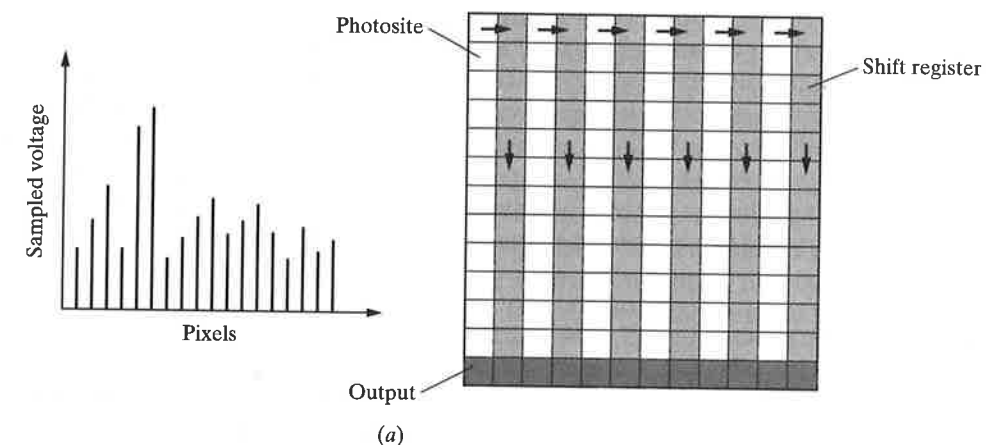 Sampled voltage
Pixels
Photosite
Shift register
Output
(a)